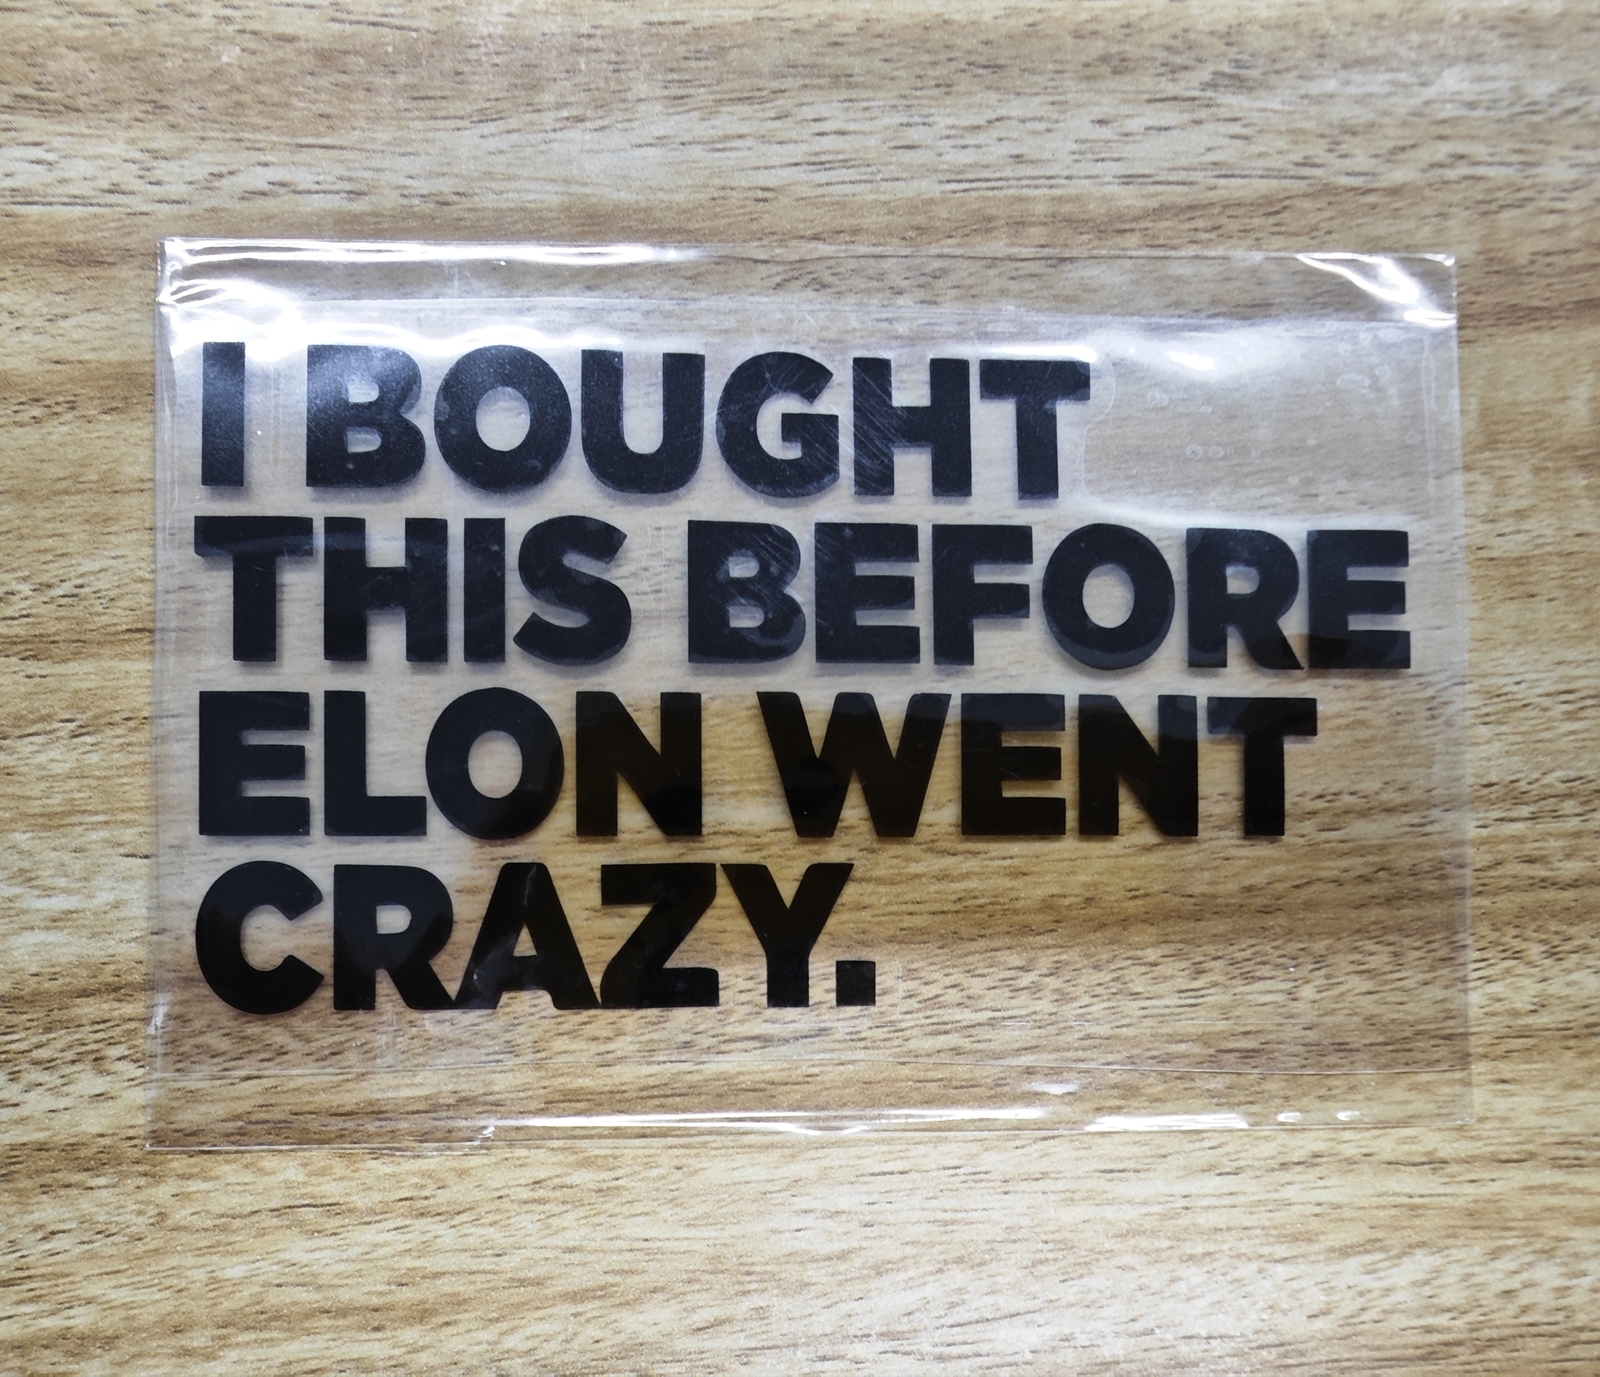 I BOUGHT
THIS BEFORE
ELON WENT
CRAZY.